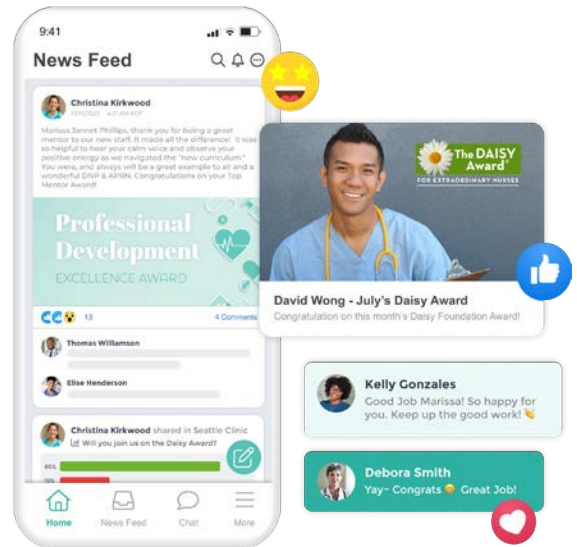 9:41
News Feed
Christina Kirkwood
Marissa Jannet Phillips, thank you for being a great
mentor to our new staff. It made all the difference! It was
so helpful to hear your calm voice and observe your
positive energy as we navigated the "new curriculum."
You were, and always will be a great example to all and a
wonderful DNP & APRN. Congratulations on your Top
Mentor Award!
Professional
Development
EXCELLENCE AWARD
13
4 Comments
Thomas Williamson
Elise Henderson
Christina Kirkwood shared in Seattle Clinic
Will you join us on the Daisy Award?
Home
News Feed
Chat
More
The DAISY
Award
FOR EXTRAORDINARY NURSES
David Wong - July's Daisy Award
Congratulation on this month's Daisy Foundation Award!
Kelly Gonzales
Good Job Marissa! So happy for
you. Keep up the good work! 👏
Debora Smith
Yay~ Congrats 😊 Great Job!